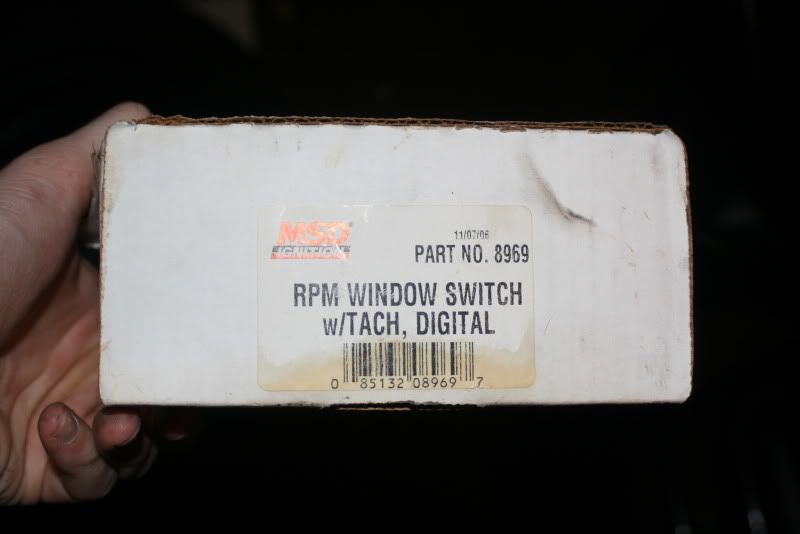 MSD®
IGNITION
11/07/06
PART NO. 8969
RPM WINDOW SWITCH
w/TACH, DIGITAL
0 85132 08969 7